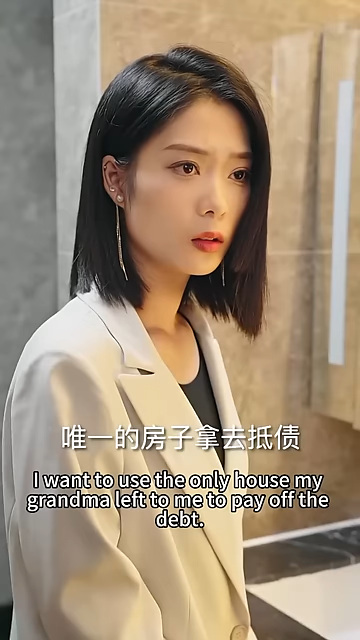 唯一的房子拿去抵债
I want to use the only house my
grandma left to me to pay off the
debt.